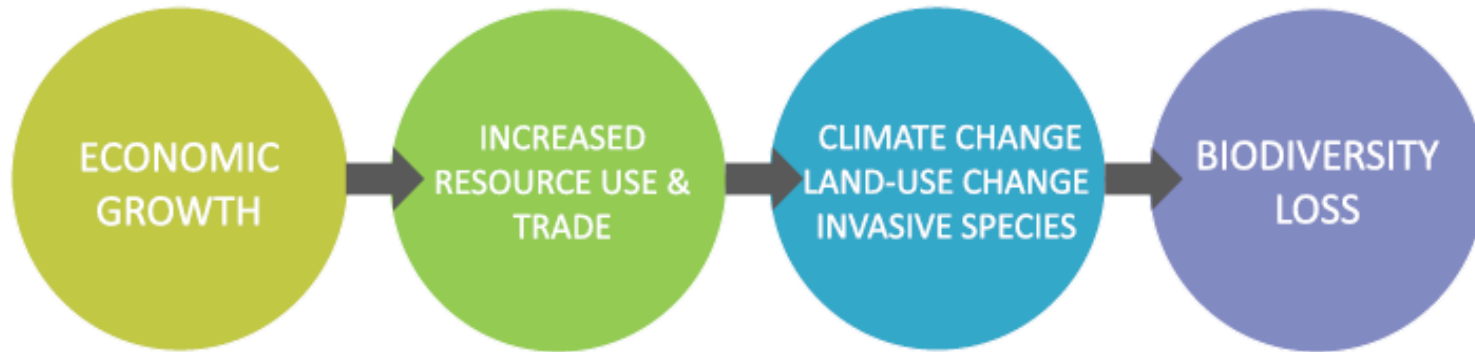 ECONOMIC
GROWTH
INCREASED
RESOURCE USE &
TRADE
CLIMATE CHANGE
LAND-USE CHANGE
INVASIVE SPECIES
BIODIVERSITY
LOSS